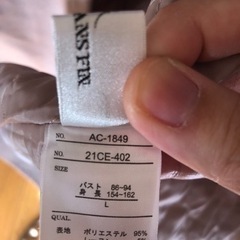 ANSFIN
NO. AC-1849
NO. 21CE-402
SIZE
バスト 86-94
身長 154-162
L
QUAL.
表地 ポリエステル 95%